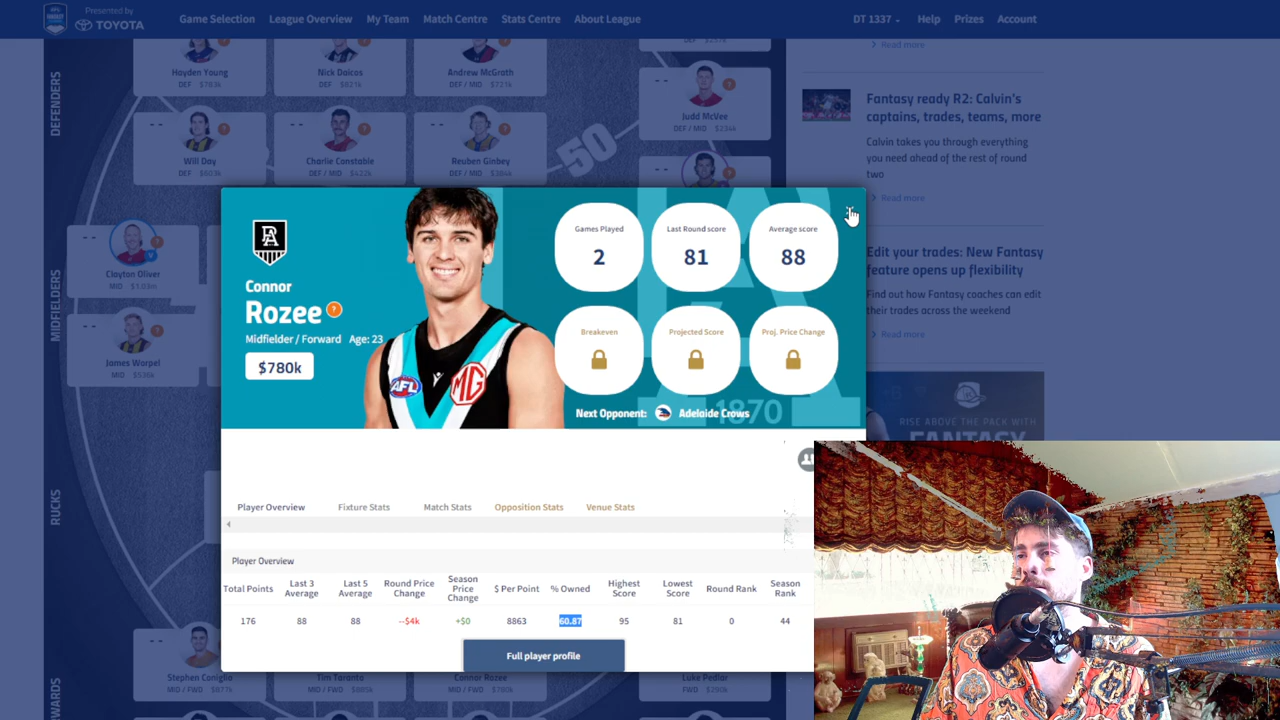 Presented by
TOYOTA
Game Selection
League Overview
My Team
Match Centre
Stats Centre
About League
DT 1337
Help
Prizes
Account
DEFENDERS
Hayden Young
DEF $783k
Nick Daicos
DEF $821k
Andrew McGrath
DEF / MID $721k
Judd McVee
DEF / MID $234k
Will Day
DEF $603k
Charlie Constable
DEF / MID $422k
Reuben Ginbey
DEF / MID $304k
50
MIDFIELDERS
Clayton Oliver
MID $1.03m
James Worpel
MID $538k
RUCKS
Read more
Fantasy ready R2: Calvin's
captains, trades, teams, more
Calvin takes you through everything
you need ahead of the rest of round
two
Read more
Edit your trades: New Fantasy
feature opens up flexibility
Find out how Fantasy coaches can edit
their trades across the weekend
Read more
RISE ABOVE THE PACK WITH
FANTASY
Connor
Rozee
?
Midfielder / Forward Age: 23
$780k
AFL
MG
Games Played
2
Last Round score
81
Average score
88
Breakeven
Projected Score
Proj. Price Change
1870
Next Opponent: Adelaide Crows
Player Overview
Fixture Stats
Match Stats
Opposition Stats
Venue Stats
Player Overview
Total Points
Last 3 Average
Last 5 Average
Round Price Change
Season Price Change
$ Per Point
% Owned
Highest Score
Lowest Score
Round Rank
Season Rank
176
88
88
--$4k
+$0
8863
60.87
95
81
0
44
Full player profile
Stephen Coniglio
MID / FWD $877k
Tim Taranto
MID / FWD $885k
Connor Rozee
MID / FWD $780k
Luke Pedlar
FWD $290k
WARDS